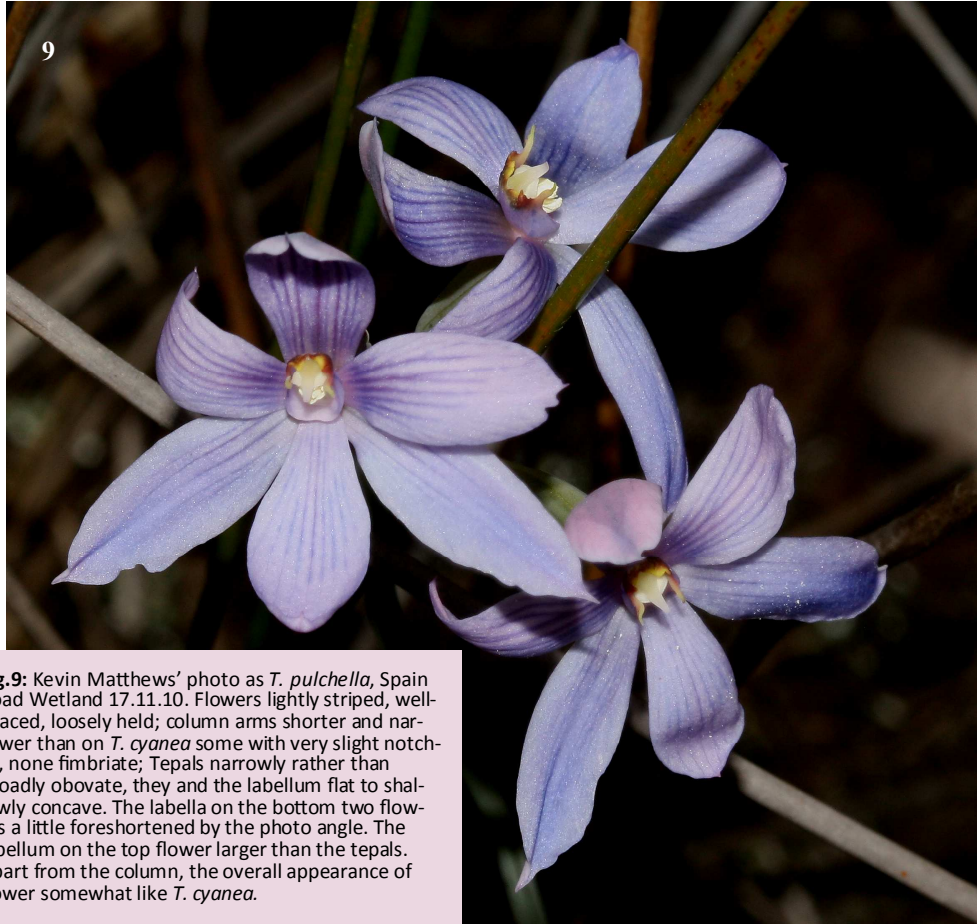 9
g.9: Kevin Matthews’ photo as T. pulchella, Spain
oad Wetland 17.11.10. Flowers lightly striped, well-
aced, loosely held; column arms shorter and nar-
wer than on T. cyanea some with very slight notch-
, none fimbriate; Tepals narrowly rather than
oadly obovate, they and the labellum flat to shal-
wly concave. The labella on the bottom two flow-
s a little foreshortened by the photo angle. The
bellum on the top flower larger than the tepals.
part from the column, the overall appearance of
ower somewhat like T. cyanea.